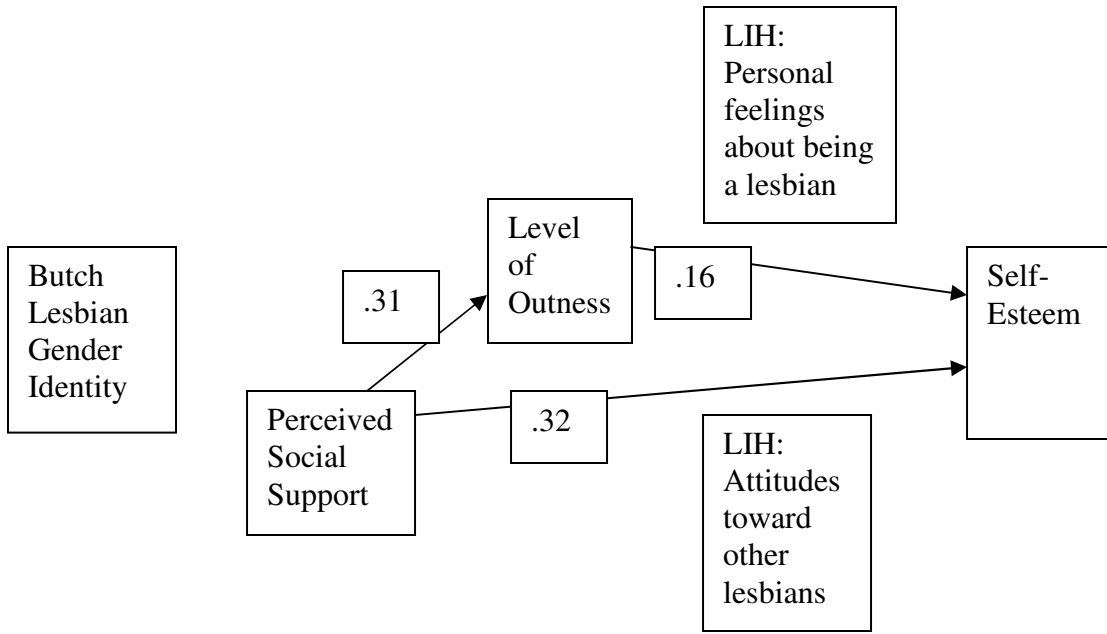 LIH:
Personal
feelings
about being
a lesbian
Level
of
Outness
.16
Self-
Esteem
Butch
Lesbian
Gender
Identity
.31
Perceived
Social
Support
.32
LIH:
Attitudes
toward
other
lesbians